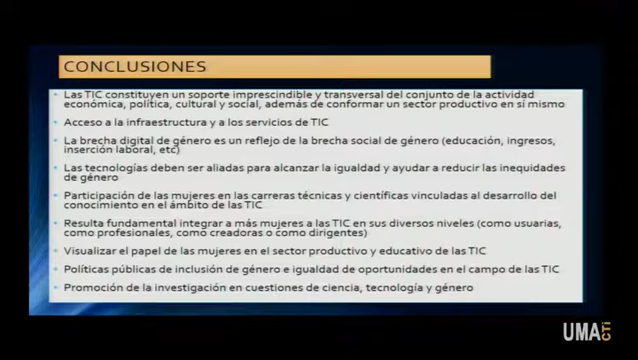 CONCLUSIONES
Las TIC constituyen un soporte imprescindible y transversal del conjunto de la actividad
económica, política, cultural y social, además de conformar un sector productivo en sí mismo
Acceso a la infraestructura y a los servicios de TIC
La brecha digital de género es un reflejo de la brecha social de género (educación, ingresos,
inserción laboral, etc)
Las tecnologías deben ser aliadas para alcanzar la igualdad y ayudar a reducir las inequidades
de género
Participación de las mujeres en las carreras técnicas y científicas vinculadas al desarrollo del
conocimiento en el ámbito de las TIC
Resulta fundamental integrar a más mujeres a las TIC en sus diversos niveles (como usuarias,
como profesionales, como creadoras o como dirigentes)
Visualizar el papel de las mujeres en el sector productivo y educativo de las TIC
Políticas públicas de inclusión de género e igualdad de oportunidades en el campo de las TIC
Promoción de la investigación en cuestiones de ciencia, tecnología y género
UMA CTI